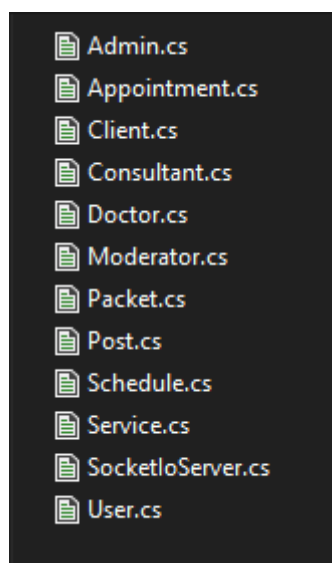 Admin.cs
Appointment.cs
Client.cs
Consultant.cs
Doctor.cs
Moderator.cs
Packet.cs
Post.cs
Schedule.cs
Service.cs
SocketIoServer.cs
User.cs